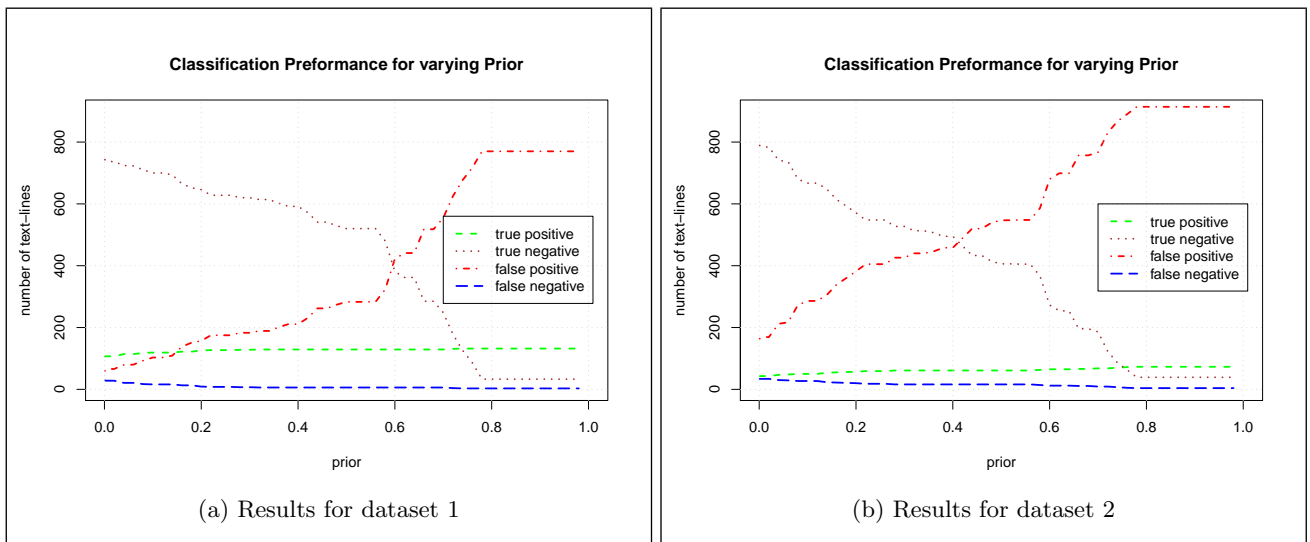 Classification Preformance for varying Prior
number of text-lines
800
600
400
200
0
true positive
true negative
false positive
false negative
0.0 0.2 0.4 0.6 0.8 1.0
prior
(a) Results for dataset 1
Classification Preformance for varying Prior
number of text-lines
800
600
400
200
0
true positive
true negative
false positive
false negative
0.0 0.2 0.4 0.6 0.8 1.0
prior
(b) Results for dataset 2